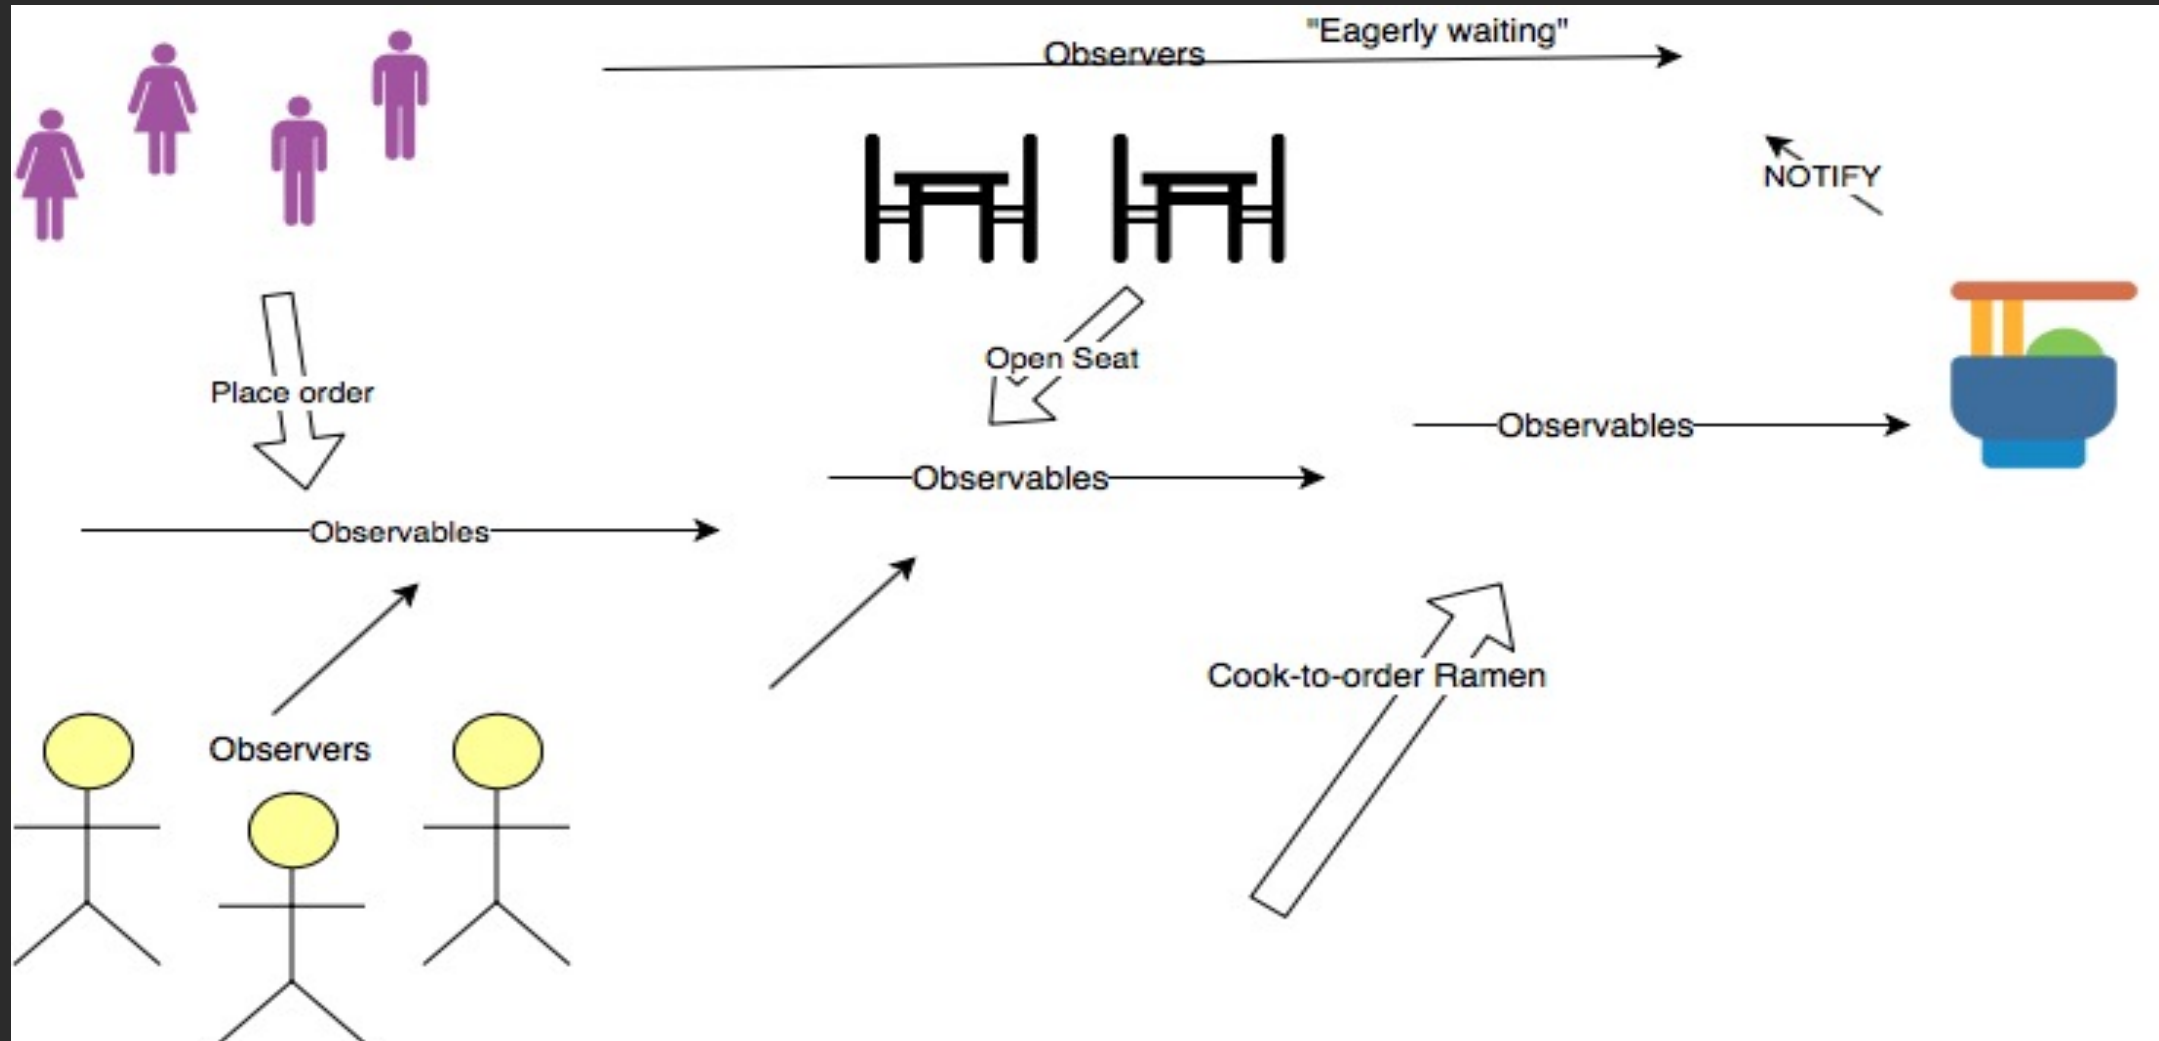 "Eagerly waiting"
Observers
NOTIFY
Open Seat
Place order
Observables
Observables
Observables
Cook-to-order Ramen
Observers